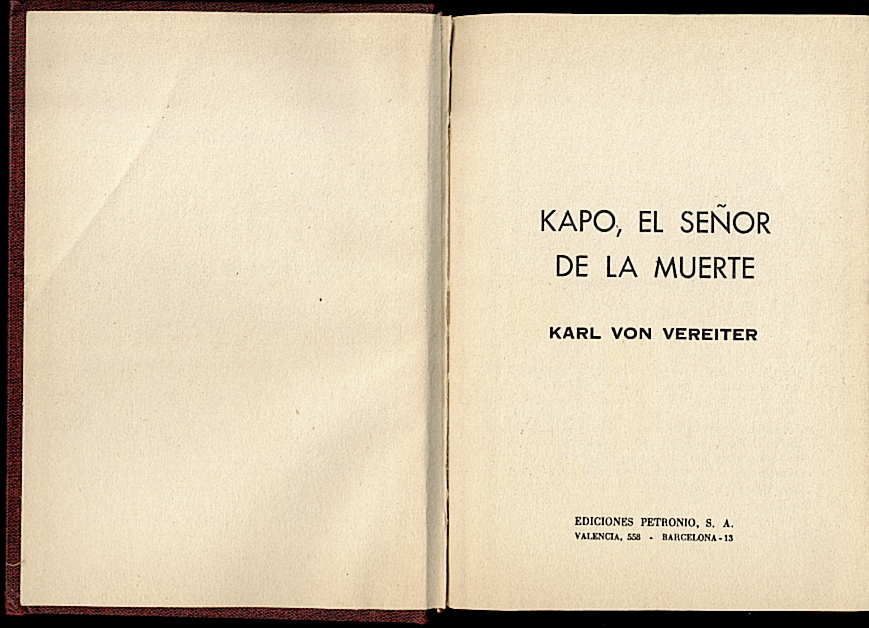 KAPO, EL SEÑOR
DE LA MUERTE
KARL VON VEREITER
EDICIONES PETRONIO, S. A.
VALENCIA, 558 - BARCELONA - 13